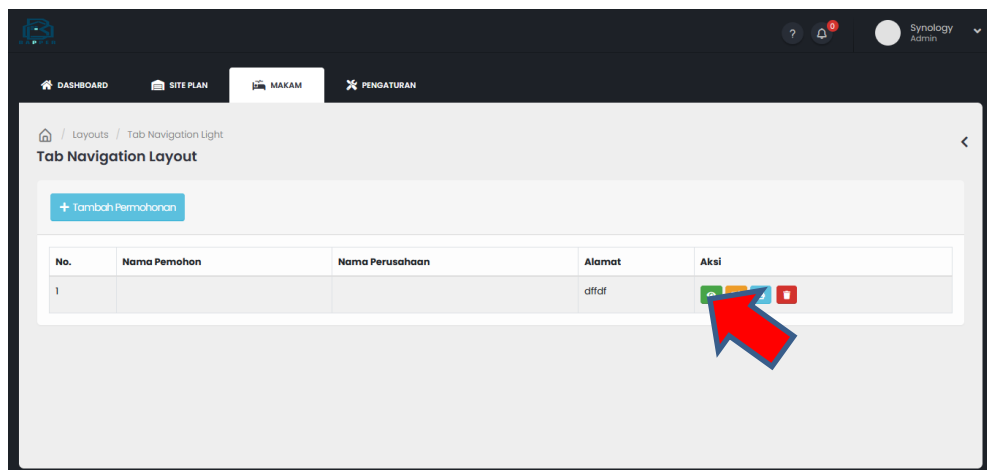 ?
0
Synology
Admin
DASHBOARD
SITE PLAN
MAKAM
PENGATURAN
/ Layouts / Tab Navigation Light
Tab Navigation Layout
+ Tambah Permohonan
No. Nama Pemohon Nama Perusahaan Alamat Aksi
1 dffdf